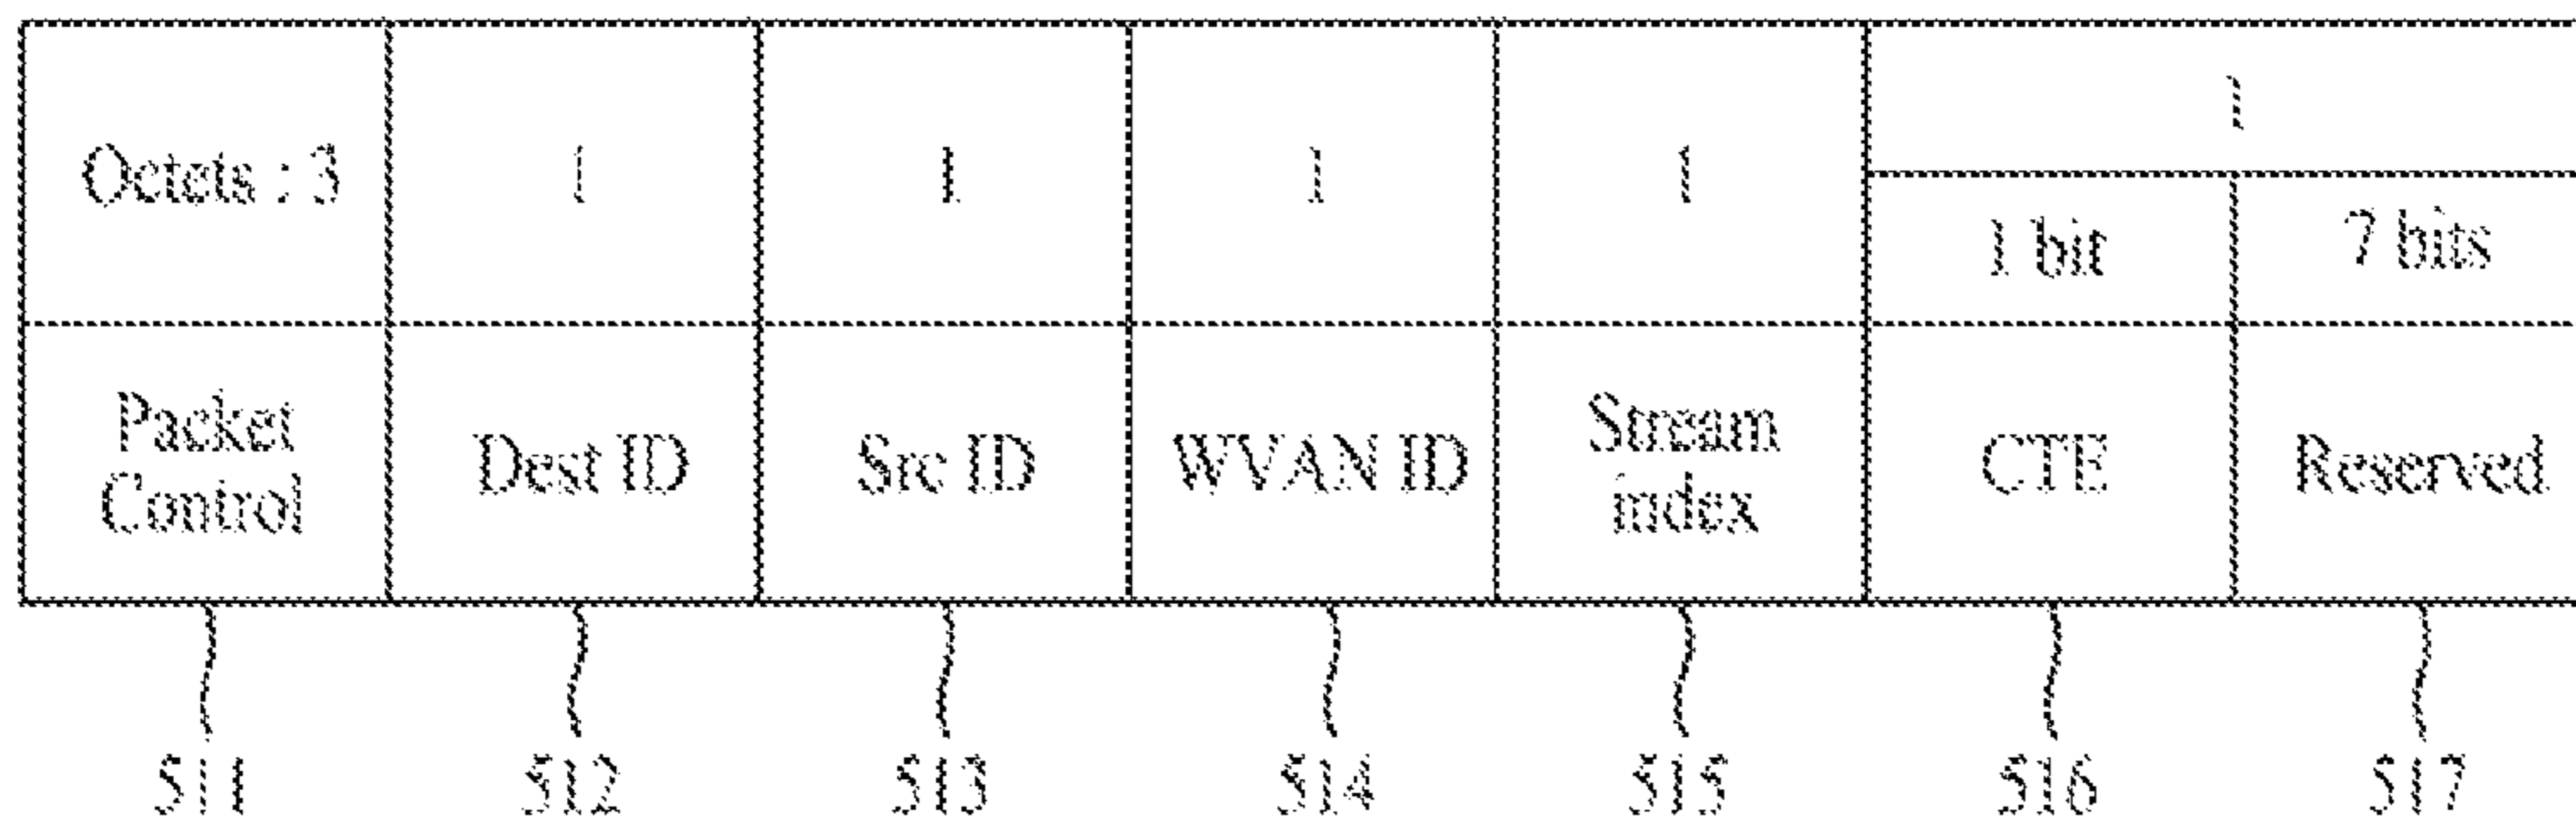 Octets : 3
1
1
1
1
1
1 bit
7 bits
Packet
Control
Dest ID
Src ID
WVAN ID
Stream
index
CTE
Reserved
511
512
513
514
515
516
517